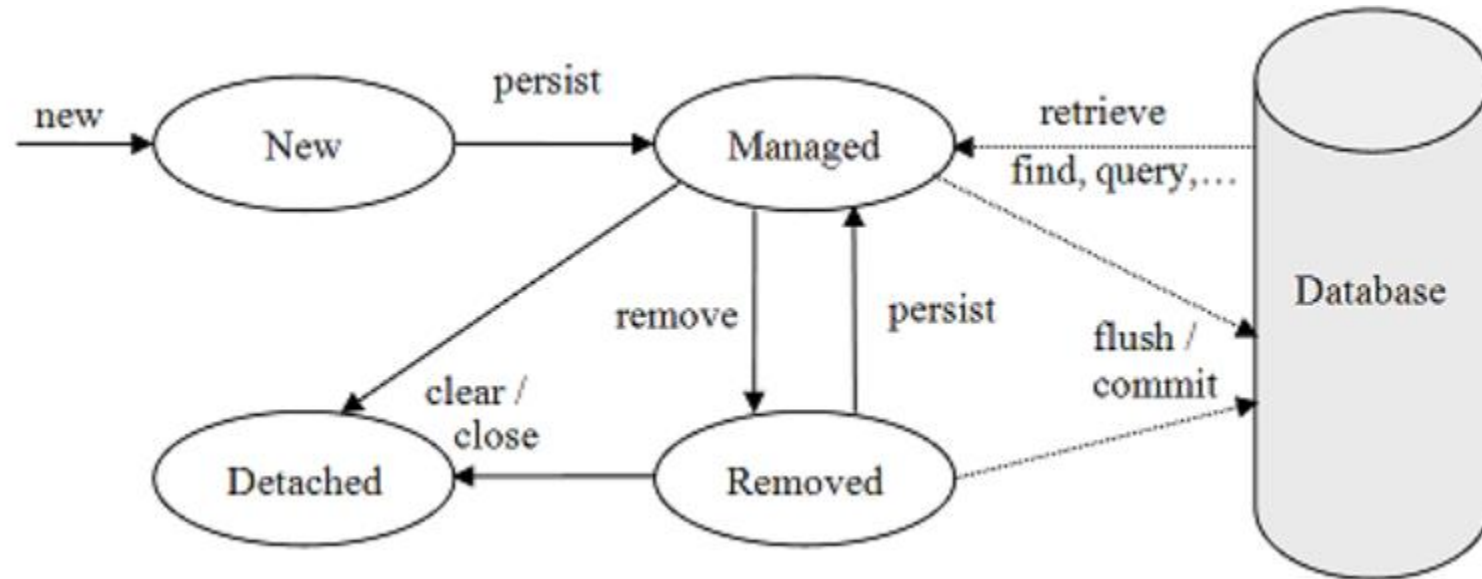 new
New
persist
Managed
retrieve
find, query,...
Database
remove
persist
flush /
commit
clear /
close
Detached
Removed